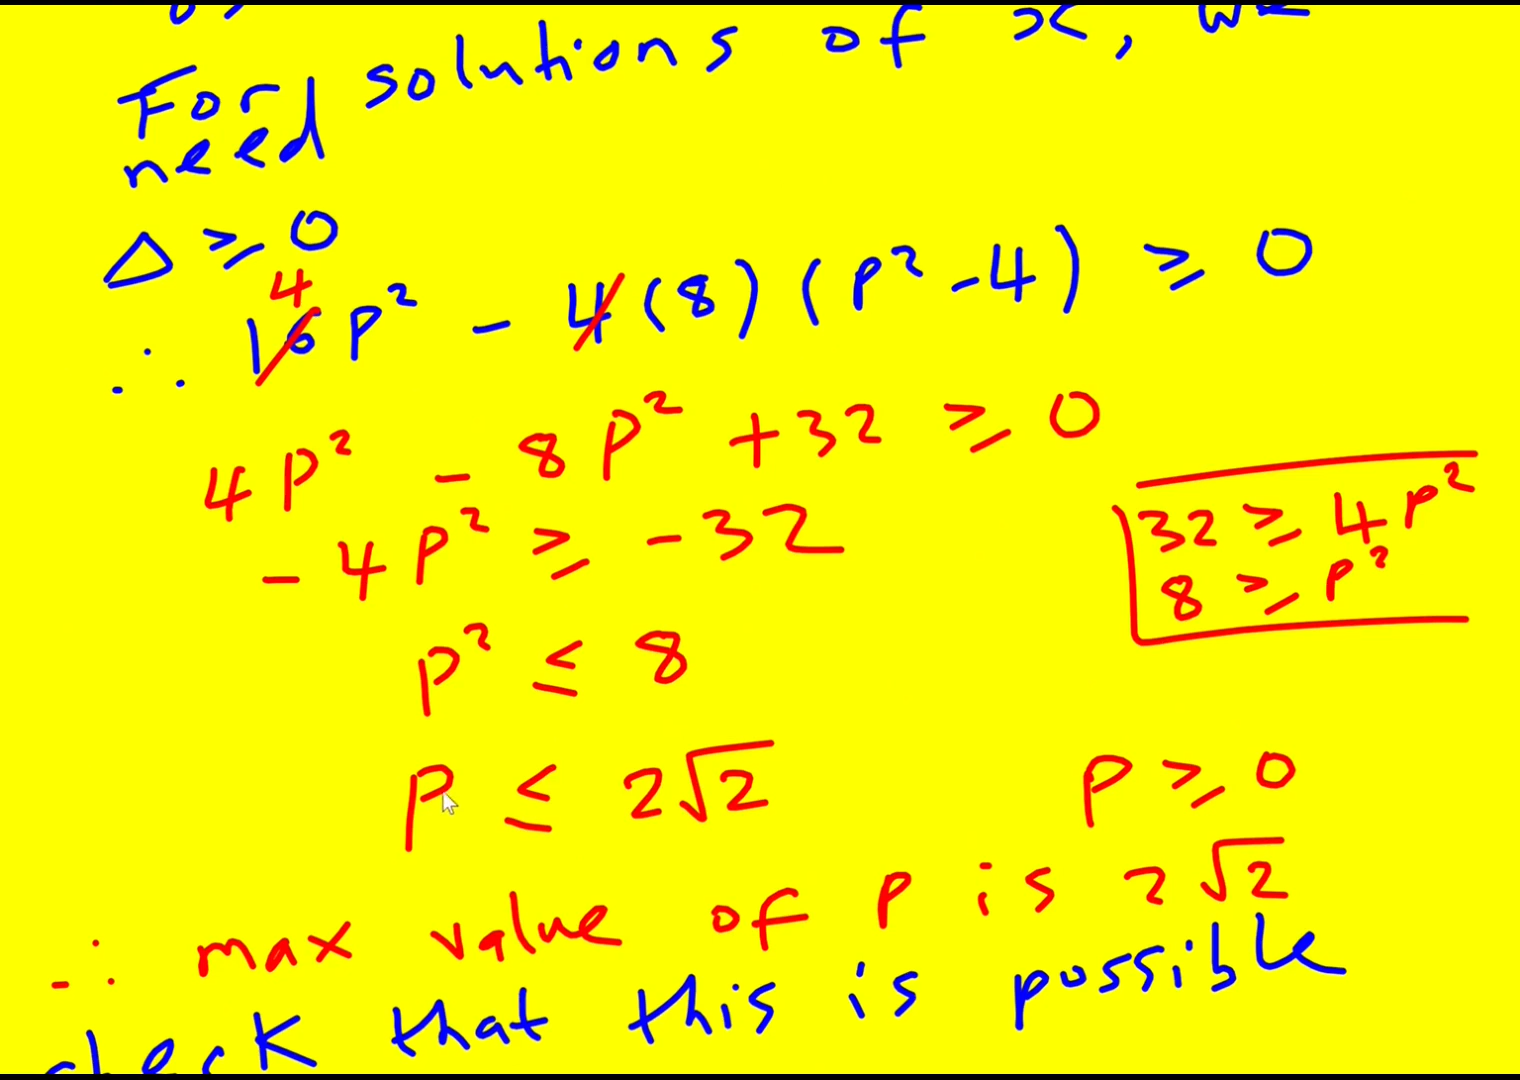 For solutions of x, we
need
Δ ≥ 0
4
∴ 16p² - 4(8)(p²-4) ≥ 0
4p² - 8p² + 32 ≥ 0
-4p² ≥ -32
32 ≥ 4p²
8 ≥ p²
p² ≤ 8
p ≤ 2√2
p ≥ 0
∴ max value of p is 2√2
check that this is possible